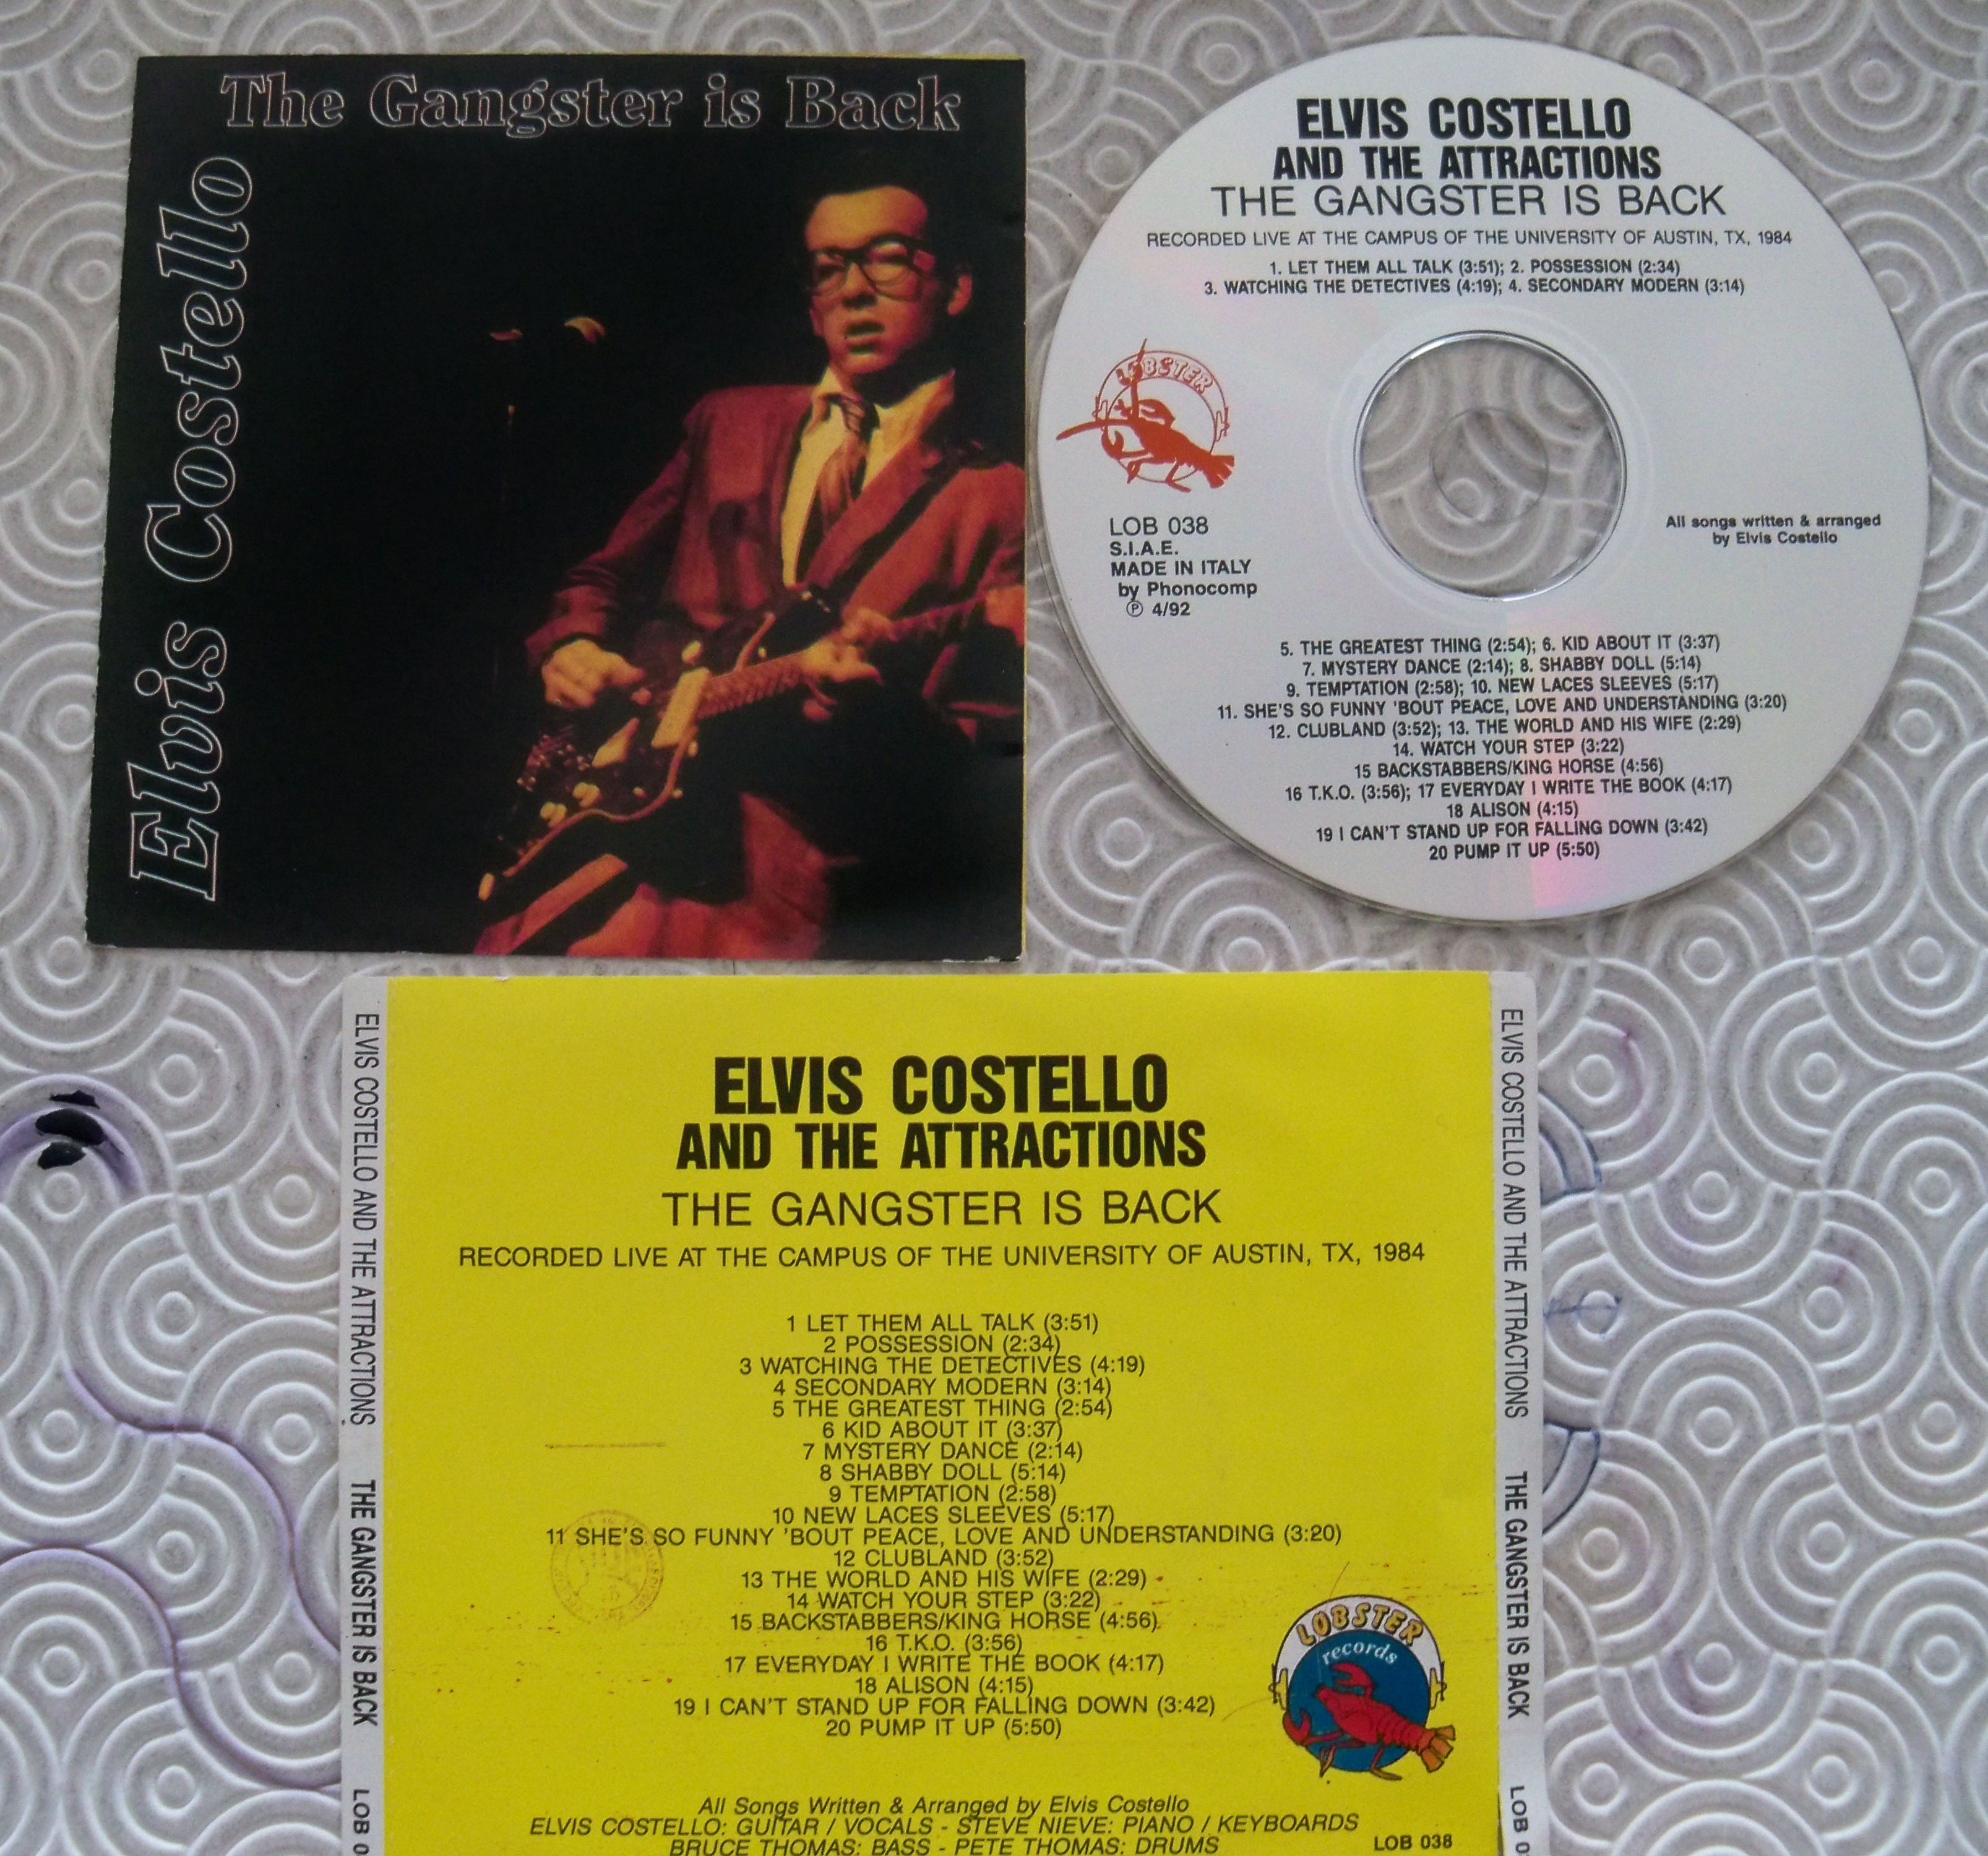 The Gangster is Back
Elvis Costello
ELVIS COSTELLO
AND THE ATTRACTIONS
THE GANGSTER IS BACK
RECORDED LIVE AT THE CAMPUS OF THE UNIVERSITY OF AUSTIN, TX, 1984
1. LET THEM ALL TALK (3:51); 2. POSSESSION (2:34)
3. WATCHING THE DETECTIVES (4:19); 4. SECONDARY MODERN (3:14)
LOBSTER
LOB 038
S.I.A.E.
MADE IN ITALY
by Phonocomp
℗ 4/92
All songs written & arranged
by Elvis Costello
5. THE GREATEST THING (2:54); 6. KID ABOUT IT (3:37)
7. MYSTERY DANCE (2:14); 8. SHABBY DOLL (5:14)
9. TEMPTATION (2:58); 10. NEW LACES SLEEVES (5:17)
11. SHE'S SO FUNNY 'BOUT PEACE, LOVE AND UNDERSTANDING (3:20)
12. CLUBLAND (3:52); 13. THE WORLD AND HIS WIFE (2:29)
14. WATCH YOUR STEP (3:22)
15 BACKSTABBERS/KING HORSE (4:56)
16 T.K.O. (3:56); 17 EVERYDAY I WRITE THE BOOK (4:17)
18 ALISON (4:15)
19 I CAN'T STAND UP FOR FALLING DOWN (3:42)
20 PUMP IT UP (5:50)
ELVIS COSTELLO AND THE ATTRACTIONS THE GANGSTER IS BACK LOB 0
ELVIS COSTELLO
AND THE ATTRACTIONS
THE GANGSTER IS BACK
RECORDED LIVE AT THE CAMPUS OF THE UNIVERSITY OF AUSTIN, TX, 1984
1 LET THEM ALL TALK (3:51)
2 POSSESSION (2:34)
3 WATCHING THE DETECTIVES (4:19)
4 SECONDARY MODERN (3:14)
5 THE GREATEST THING (2:54)
6 KID ABOUT IT (3:37)
7 MYSTERY DANCE (2:14)
8 SHABBY DOLL (5:14)
9 TEMPTATION (2:58)
10 NEW LACES SLEEVES (5:17)
11 SHE'S SO FUNNY 'BOUT PEACE, LOVE AND UNDERSTANDING (3:20)
12 CLUBLAND (3:52)
13 THE WORLD AND HIS WIFE (2:29)
14 WATCH YOUR STEP (3:22)
15 BACKSTABBERS/KING HORSE (4:56)
16 T.K.O. (3:56)
17 EVERYDAY I WRITE THE BOOK (4:17)
18 ALISON (4:15)
19 I CAN'T STAND UP FOR FALLING DOWN (3:42)
20 PUMP IT UP (5:50)
LOBSTER
records
All Songs Written & Arranged by Elvis Costello
ELVIS COSTELLO: GUITAR / VOCALS - STEVE NIEVE: PIANO / KEYBOARDS
BRUCE THOMAS: BASS - PETE THOMAS: DRUMS
LOB 038
ELVIS COSTELLO AND THE ATTRACTIONS THE GANGSTER IS BACK LOB 0